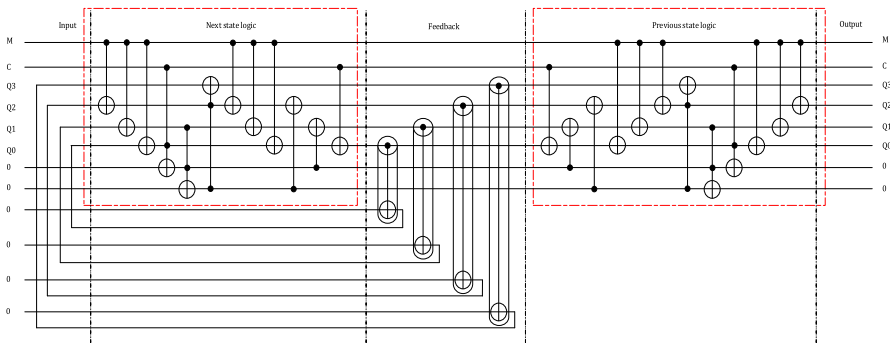 Input Next state logic Feedback Previous state logic Output
M M
C C
Q3 Q3
Q2 Q2
Q1 Q1
Q0 Q0
0 0
0 0
0
0
0
0